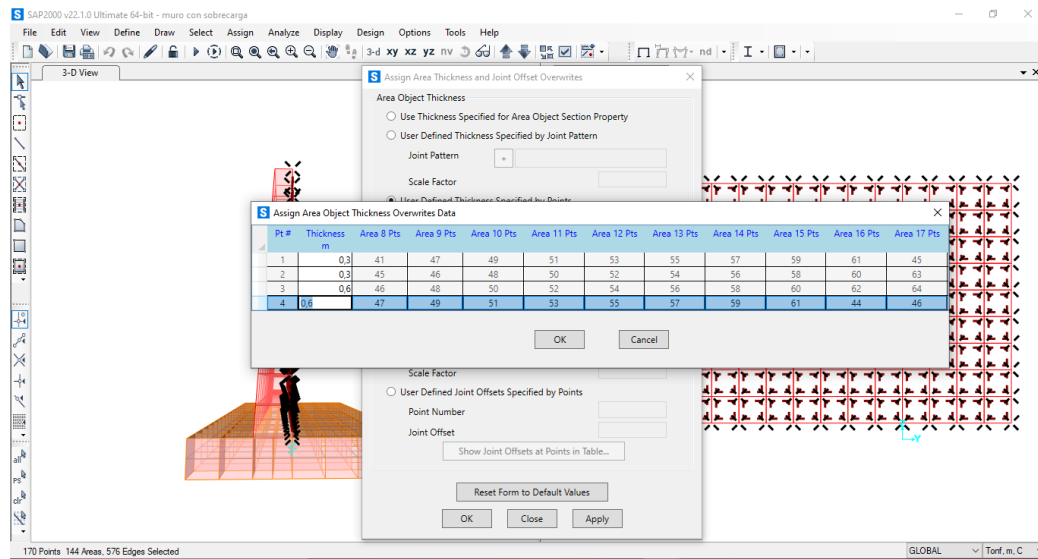 SAP2000 v22.1.0 Ultimate 64-bit - muro con sobrecarga
File Edit View Define Draw Select Assign Analyze Display Design Options Tools Help
3-d xy xz yz nv nd
3-D View
Assign Area Thickness and Joint Offset Overwrites
Area Object Thickness
Use Thickness Specified for Area Object Section Property
User Defined Thickness Specified by Joint Pattern
Joint Pattern +
Scale Factor
User Defined Thickness Specified by Points
Assign Area Object Thickness Overwrites Data
Pt # Thickness Area 8 Pts Area 9 Pts Area 10 Pts Area 11 Pts Area 12 Pts Area 13 Pts Area 14 Pts Area 15 Pts Area 16 Pts Area 17 Pts
m
1 0,3 41 47 49 51 53 55 57 59 61 45
2 0,3 45 46 48 50 52 54 56 58 60 63
3 0,6 46 48 50 52 54 56 58 60 62 64
4 0,6 47 49 51 53 55 57 59 61 44 46
OK Cancel
Scale Factor
User Defined Joint Offsets Specified by Points
Point Number
Joint Offset
Show Joint Offsets at Points in Table...
Reset Form to Default Values
OK Close Apply
all
PS
clr
Y
170 Points 144 Areas, 576 Edges Selected
GLOBAL Tonf, m, C